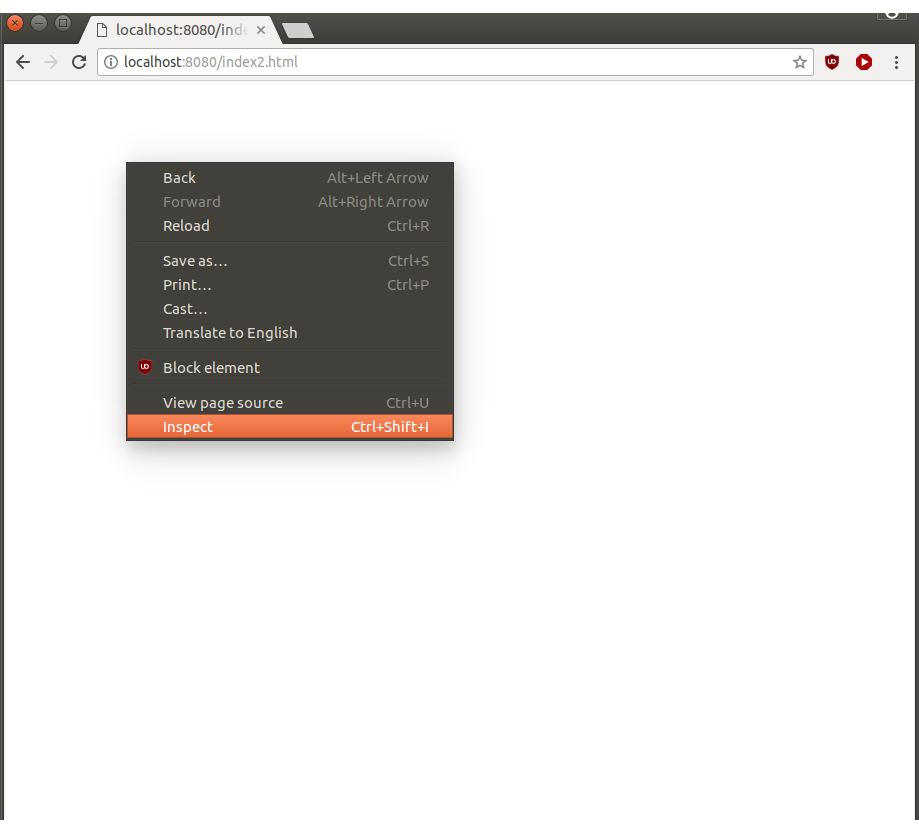 localhost:8080/inde
localhost:8080/index2.html
Back Alt+Left Arrow
Forward Alt+Right Arrow
Reload Ctrl+R
Save as... Ctrl+S
Print... Ctrl+P
Cast...
Translate to English
Block element
View page source Ctrl+U
Inspect Ctrl+Shift+I